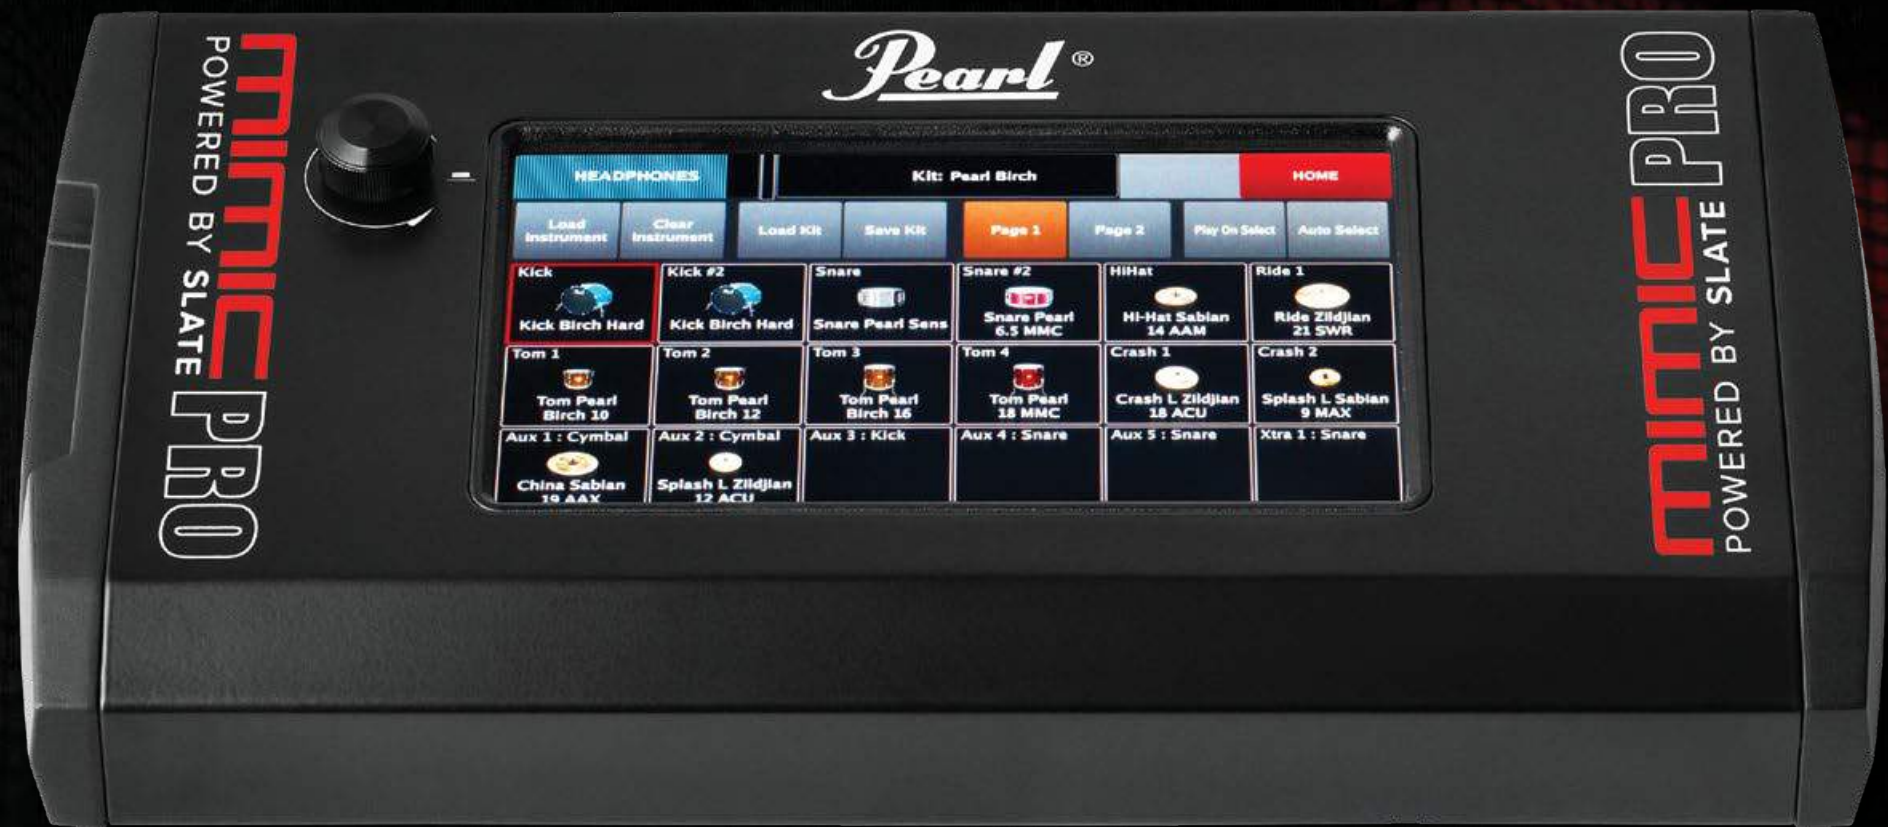 Pearl®
MIMIC PRO
POWERED BY SLATE
HEADPHONES
Kit: Pearl Birch
HOME
Load Instrument
Clear Instrument
Load Kit
Save Kit
Page 1
Page 2
Play On Select
Auto Select
Kick
Kick Birch Hard
Kick #2
Kick Birch Hard
Snare
Snare Pearl Sens
Snare #2
Snare Pearl
6.5 MMC
HiHat
Hi-Hat Sabian
14 AAM
Ride 1
Ride Zildjian
21 SWR
Tom 1
Tom Pearl
Birch 10
Tom 2
Tom Pearl
Birch 12
Tom 3
Tom Pearl
Birch 16
Tom 4
Tom Pearl
18 MMC
Crash 1
Crash L Zildjian
18 ACU
Crash 2
Splash L Sabian
9 MAX
Aux 1 : Cymbal
China Sabian
19 AAX
Aux 2 : Cymbal
Splash L Zildjian
12 ACU
Aux 3 : Kick
Aux 4 : Snare
Aux 5 : Snare
Xtra 1 : Snare
MIMIC PRO
POWERED BY SLATE